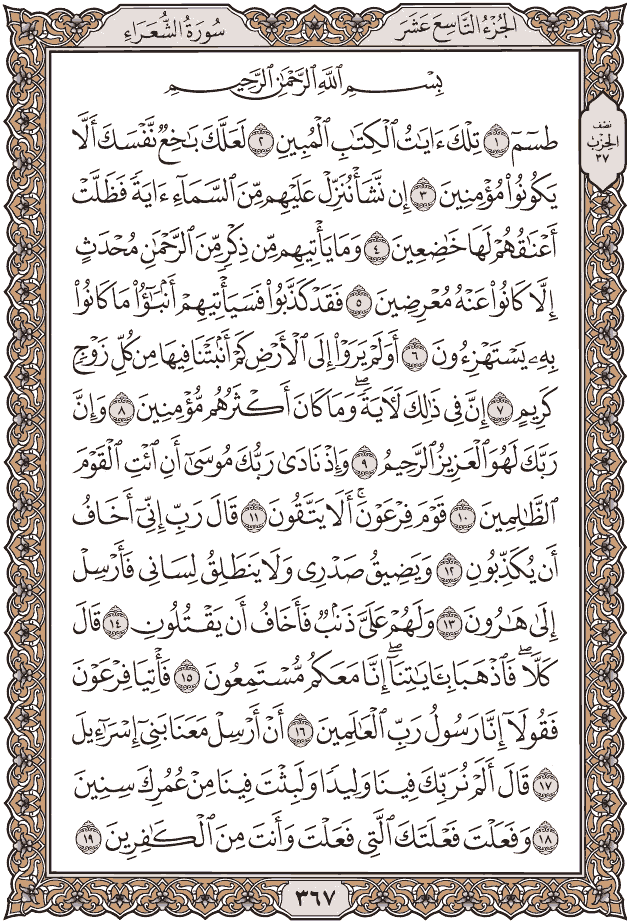 الجُزْءُ التَّاسِعَ عَشَرَ
سُورَةُ الشُّعَرَاءِ
بِسْمِ اللَّهِ الرَّحْمَٰنِ الرَّحِيمِ
نصف
الحزب
٣٧
طسٓمٓ ١ تِلْكَ ءَايَٰتُ ٱلْكِتَٰبِ ٱلْمُبِينِ ٢ لَعَلَّكَ بَٰخِعٌ نَّفْسَكَ أَلَّا
يَكُونُوا۟ مُؤْمِنِينَ ٣ إِن نَّشَأْ نُنَزِّلْ عَلَيْهِم مِّنَ ٱلسَّمَآءِ ءَايَةً فَظَلَّتْ
أَعْنَٰقُهُمْ لَهَا خَٰضِعِينَ ٤ وَمَا يَأْتِيهِم مِّن ذِكْرٍ مِّنَ ٱلرَّحْمَٰنِ مُحْدَثٍ
إِلَّا كَانُوا۟ عَنْهُ مُعْرِضِينَ ٥ فَقَدْ كَذَّبُوا۟ فَسَيَأْتِيهِمْ أَنۢبَٰٓؤُا۟ مَا كَانُوا۟
بِهِۦ يَسْتَهْزِءُونَ ٦ أَوَلَمْ يَرَوْا۟ إِلَى ٱلْأَرْضِ كَمْ أَنۢبَتْنَا فِيهَا مِن كُلِّ زَوْجٍ
كَرِيمٍ ٧ إِنَّ فِى ذَٰلِكَ لَءَايَةً ۖ وَمَا كَانَ أَكْثَرُهُم مُّؤْمِنِينَ ٨ وَإِنَّ
رَبَّكَ لَهُوَ ٱلْعَزِيزُ ٱلرَّحِيمُ ٩ وَإِذْ نَادَىٰ رَبُّكَ مُوسَىٰٓ أَنِ ٱئْتِ ٱلْقَوْمَ
ٱلظَّٰلِمِينَ ١٠ قَوْمَ فِرْعَوْنَ ۚ أَلَا يَتَّقُونَ ١١ قَالَ رَبِّ إِنِّىٓ أَخَافُ
أَن يُكَذِّبُونِ ١٢ وَيَضِيقُ صَدْرِى وَلَا يَنطَلِقُ لِسَانِى فَأَرْسِلْ
إِلَىٰ هَٰرُونَ ١٣ وَلَهُمْ عَلَىَّ ذَنۢبٌ فَأَخَافُ أَن يَقْتُلُونِ ١٤ قَالَ
كَلَّا ۖ فَٱذْهَبَا بِـَٔايَٰتِنَآ ۖ إِنَّا مَعَكُم مُّسْتَمِعُونَ ١٥ فَأْتِيَا فِرْعَوْنَ
فَقُولَآ إِنَّا رَسُولُ رَبِّ ٱلْعَٰلَمِينَ ١٦ أَنْ أَرْسِلْ مَعَنَا بَنِىٓ إِسْرَٰٓءِيلَ
١٧ قَالَ أَلَمْ نُرَبِّكَ فِينَا وَلِيدًا وَلَبِثْتَ فِينَا مِنْ عُمُرِكَ سِنِينَ
١٨ وَفَعَلْتَ فَعْلَتَكَ ٱلَّتِى فَعَلْتَ وَأَنتَ مِنَ ٱلْكَٰفِرِينَ ١٩
٣٦٧